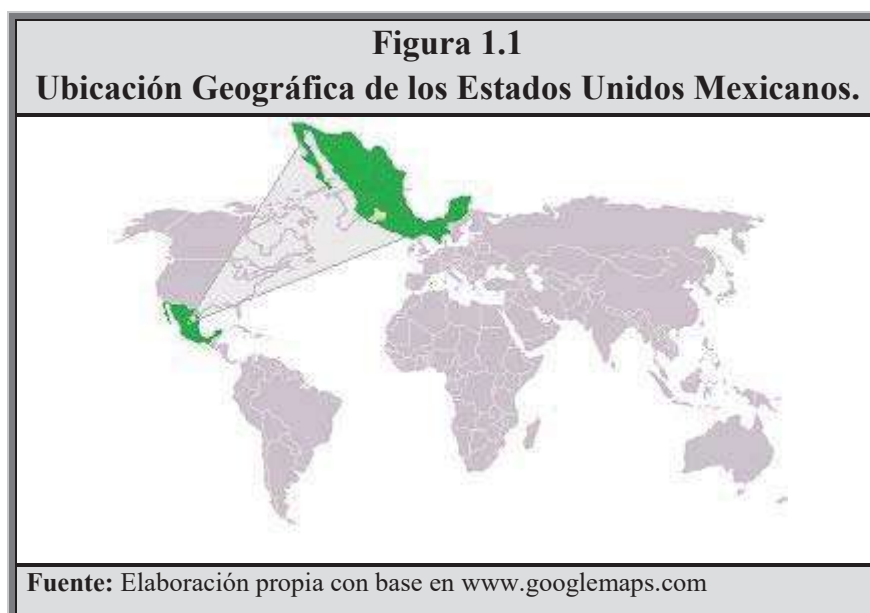 Figura 1.1
Ubicación Geográfica de los Estados Unidos Mexicanos.
Fuente: Elaboración propia con base en www.googlemaps.com